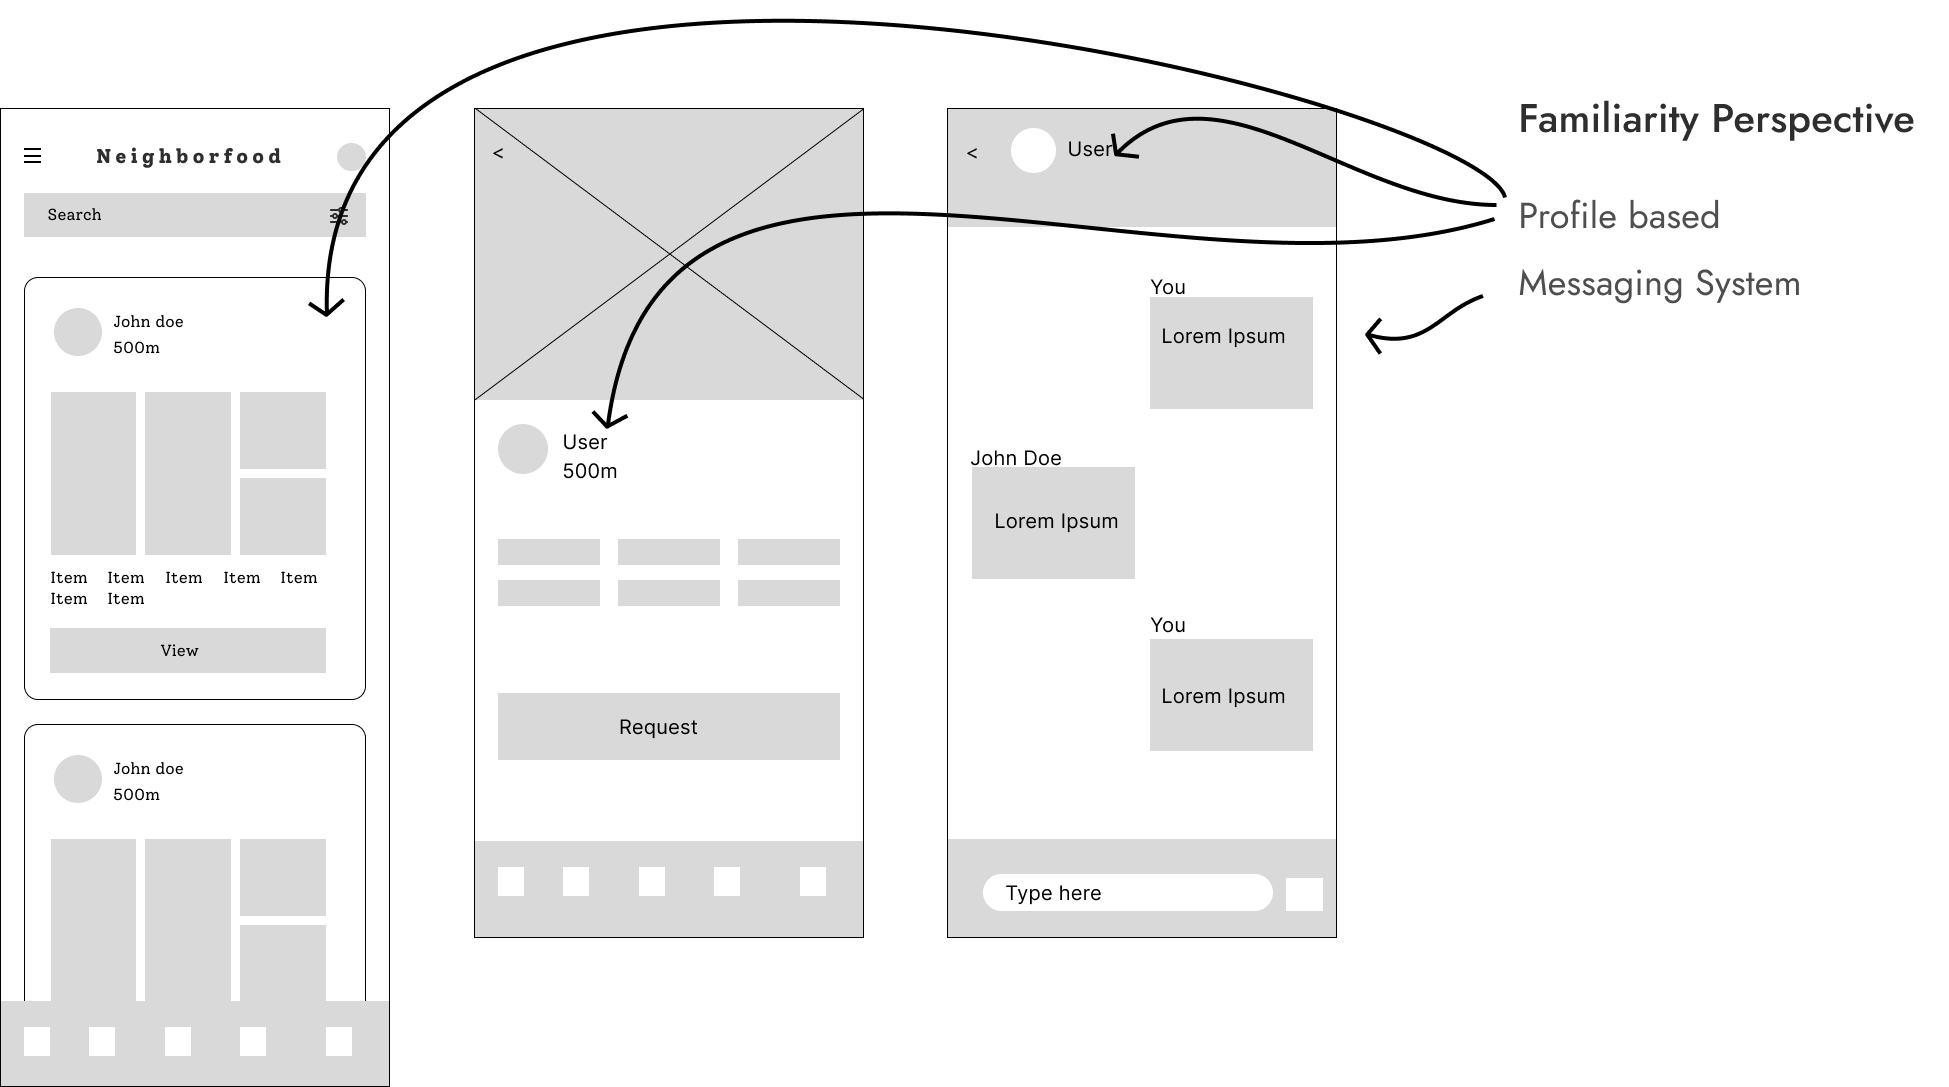 Neighborfood
Search
John doe
500m
Item Item Item Item Item
Item Item
View
John doe
500m
<
User
500m
Request
<
User
You
Lorem Ipsum
John Doe
Lorem Ipsum
You
Lorem Ipsum
Type here
Familiarity Perspective
Profile based
Messaging System